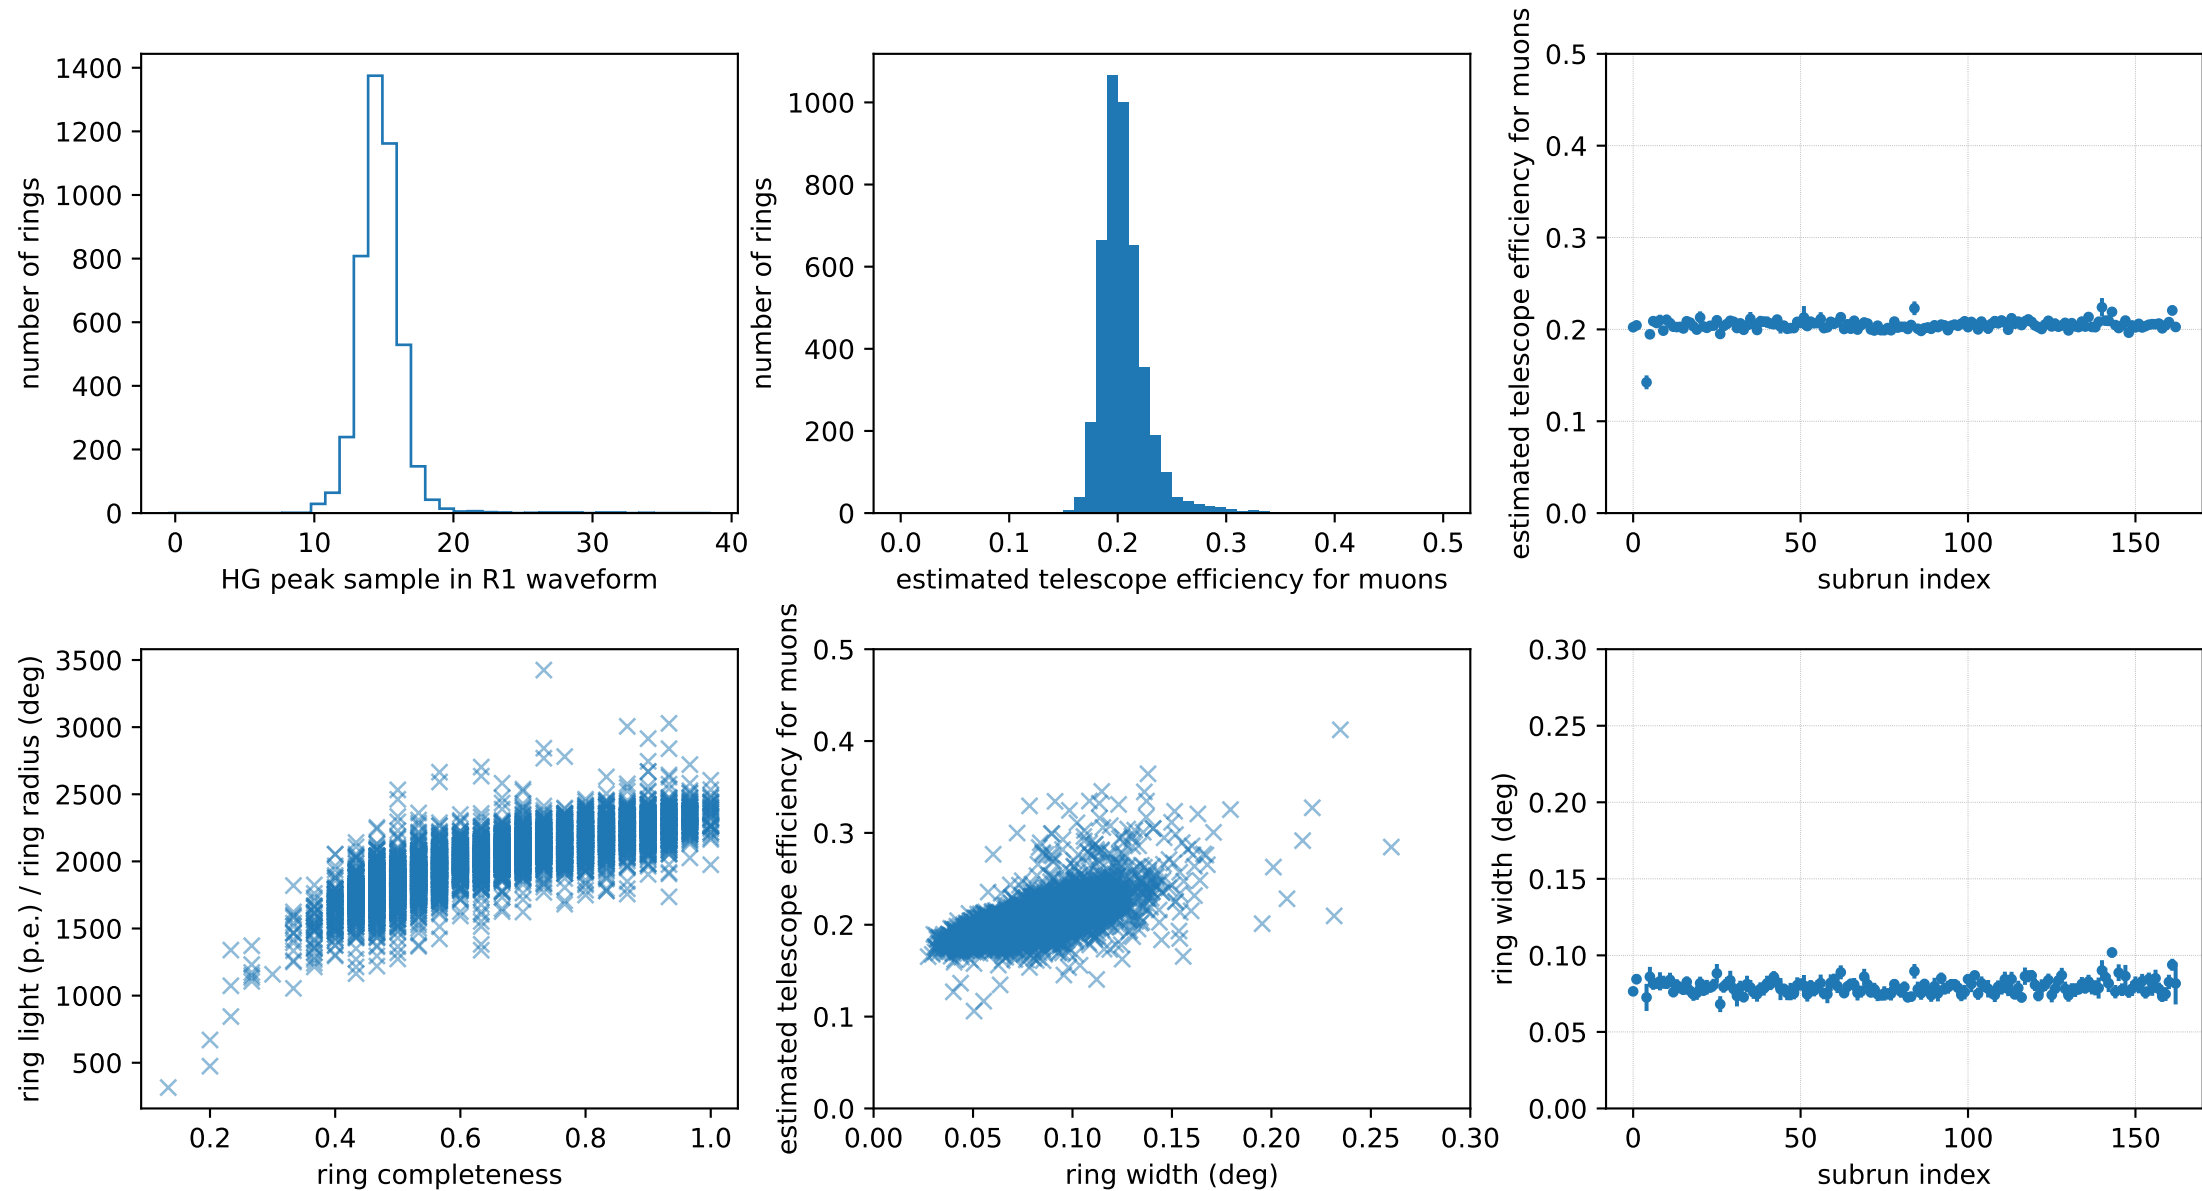 1400
1200
1000
800
600
400
200
0
number of rings
0 10 20 30 40
HG peak sample in R1 waveform
1000
800
600
400
200
0
number of rings
0.0 0.1 0.2 0.3 0.4 0.5
estimated telescope efficiency for muons
0.5
0.4
0.3
0.2
0.1
0.0
estimated telescope efficiency for muons
0 50 100 150
subrun index
3500
3000
2500
2000
1500
1000
500
ring light (p.e.) / ring radius (deg)
0.2 0.4 0.6 0.8 1.0
ring completeness
0.5
0.4
0.3
0.2
0.1
0.0
estimated telescope efficiency for muons
0.00 0.05 0.10 0.15 0.20 0.25 0.30
ring width (deg)
0.30
0.25
0.20
0.15
0.10
0.05
0.00
ring width (deg)
0 50 100 150
subrun index